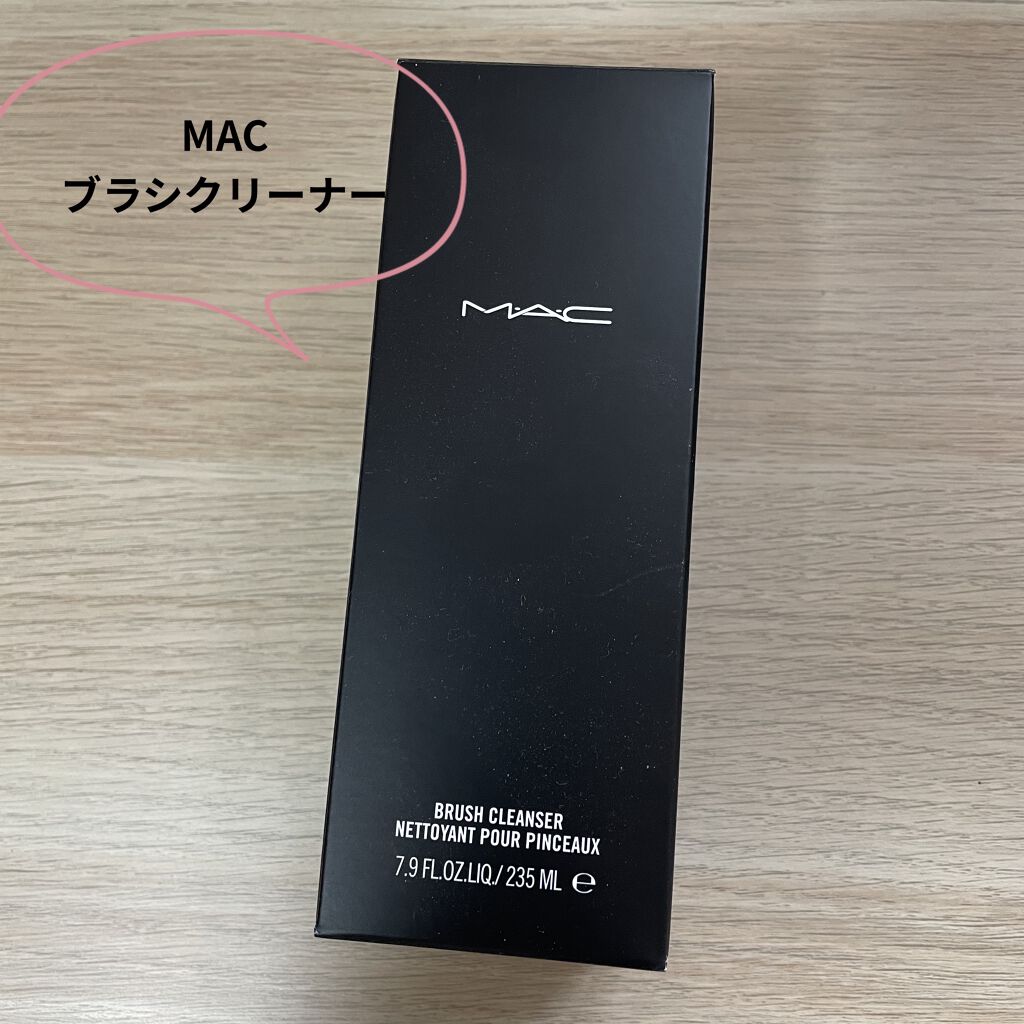 MAC
ブラシクリーナー
M·A·C
BRUSH CLEANSER
NETTOYANT POUR PINCEAUX
7.9 FL.OZ.LIQ./ 235 ML ℮